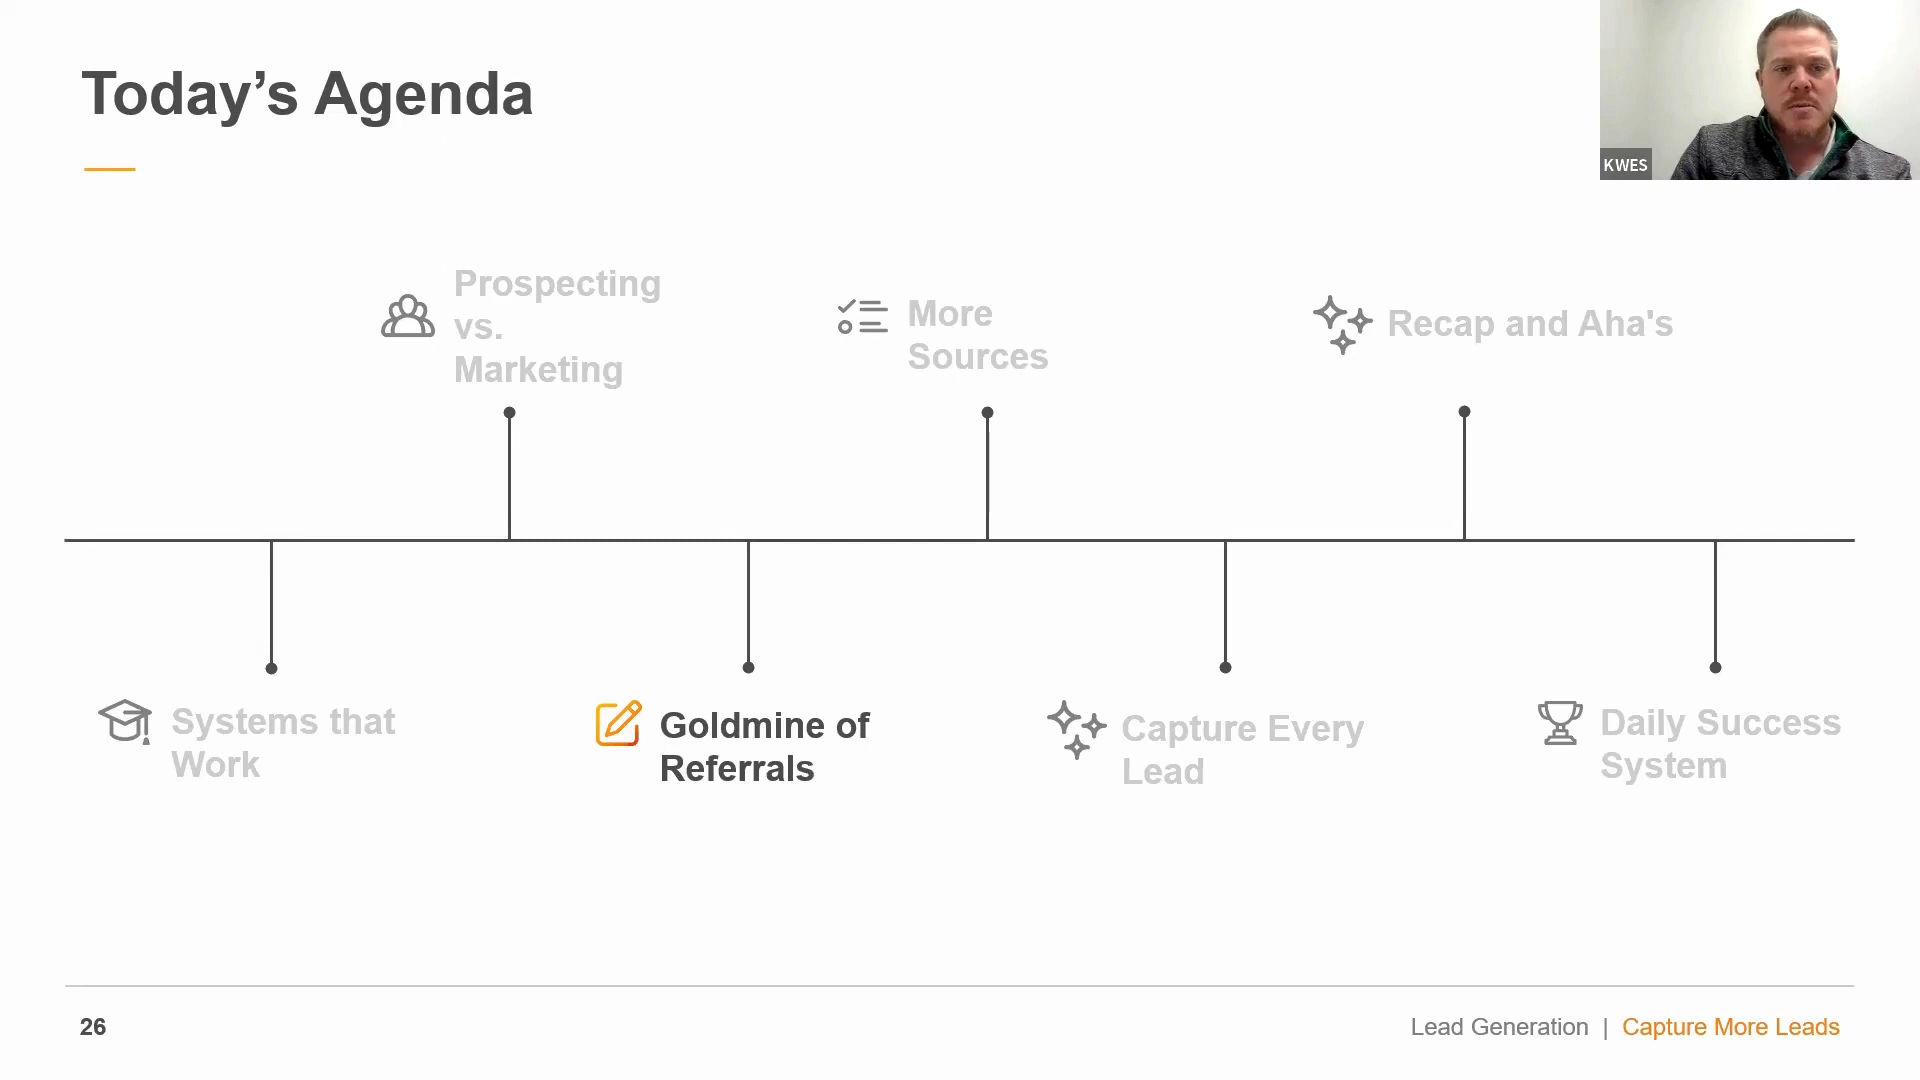 Today’s Agenda
KWES
Prospecting
vs.
Marketing
More
Sources
Recap and Aha's
Systems that
Work
Goldmine of
Referrals
Capture Every
Lead
Daily Success
System
26
Lead Generation | Capture More Leads